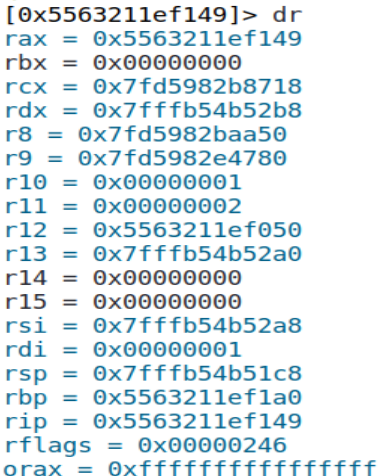 [0x5563211ef149]> dr
rax = 0x5563211ef149
rbx = 0x00000000
rcx = 0x7fd5982b8718
rdx = 0x7fffb54b52b8
r8 = 0x7fd5982baa50
r9 = 0x7fd5982e4780
r10 = 0x00000001
r11 = 0x00000002
r12 = 0x5563211ef050
r13 = 0x7fffb54b52a0
r14 = 0x00000000
r15 = 0x00000000
rsi = 0x7fffb54b52a8
rdi = 0x00000001
rsp = 0x7fffb54b51c8
rbp = 0x5563211ef1a0
rip = 0x5563211ef149
rflags = 0x00000246
orax = 0xffffffffffffffff